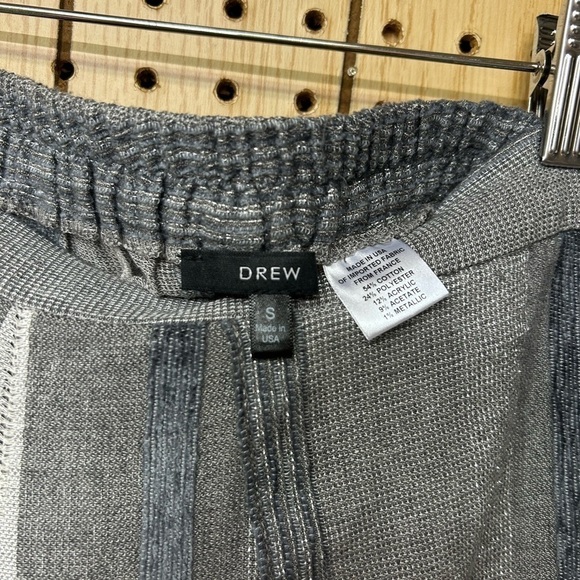 DREW
S
Made in
USA
MADE IN USA
OF IMPORTED FABRIC
FROM FRANCE
54% COTTON
24% POLYESTER
12% ACRYLIC
9% ACETATE
1% METALLIC